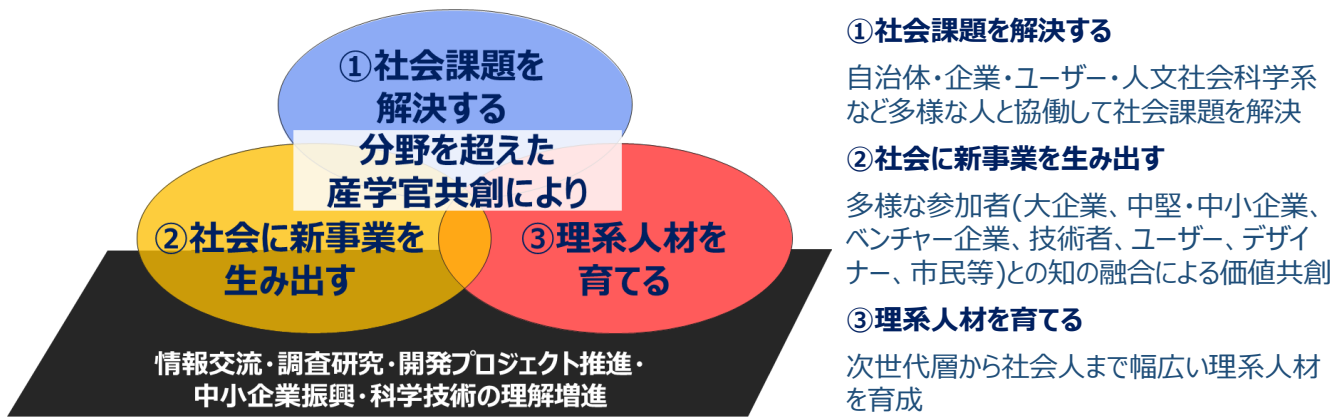 ①社会課題を
解決する
分野を超えた
産学官共創により
②社会に新事業を
生み出す
③理系人材を
育てる
情報交流・調査研究・開発プロジェクト推進・
中小企業振興・科学技術の理解増進
①社会課題を解決する
自治体・企業・ユーザー・人文社会科学系
など多様な人と協働して社会課題を解決
②社会に新事業を生み出す
多様な参加者(大企業、中堅・中小企業、
ベンチャー企業、技術者、ユーザー、デザイ
ナー、市民等)との知の融合による価値共創
③理系人材を育てる
次世代層から社会人まで幅広い理系人材
を育成